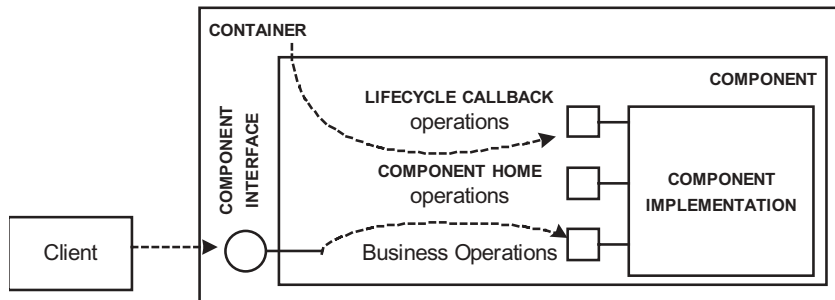 CONTAINER
COMPONENT
LIFECYCLE CALLBACK
operations
COMPONENT
INTERFACE
COMPONENT HOME
operations
COMPONENT
IMPLEMENTATION
Client
Business Operations